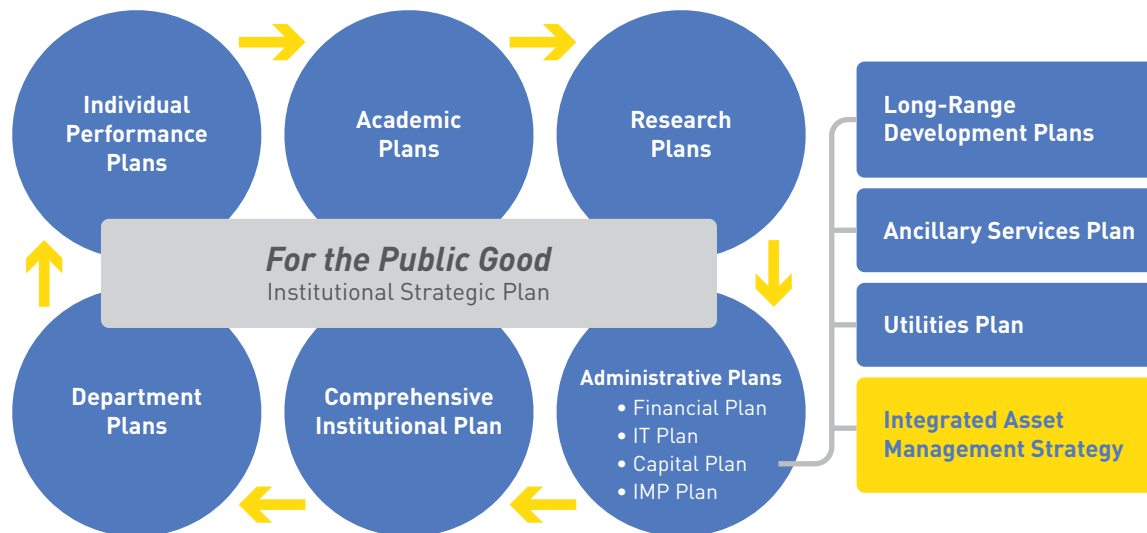 Individual
Performance
Plans
Academic
Plans
Research
Plans
For the Public Good
Institutional Strategic Plan
Department
Plans
Comprehensive
Institutional Plan
Administrative Plans
• Financial Plan
• IT Plan
• Capital Plan
• IMP Plan
Long-Range
Development Plans
Ancillary Services Plan
Utilities Plan
Integrated Asset
Management Strategy